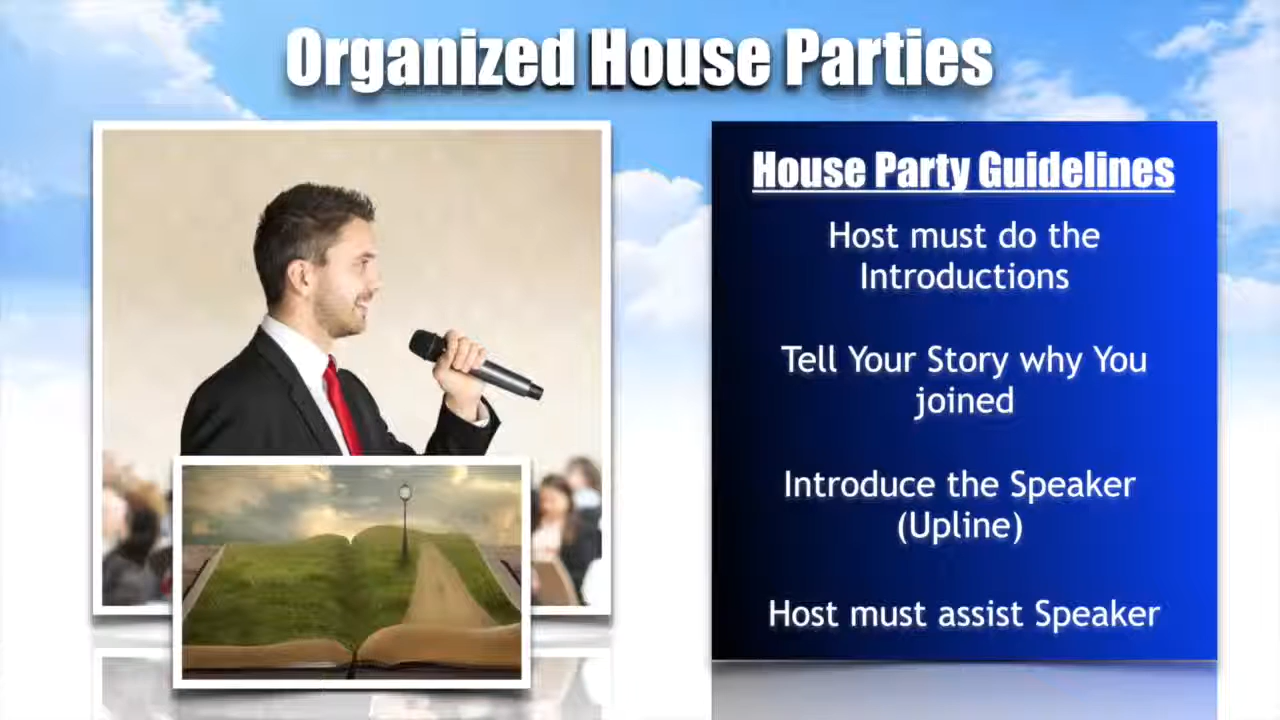 Organized House Parties
House Party Guidelines
Host must do the
Introductions
Tell Your Story why You
joined
Introduce the Speaker
(Upline)
Host must assist Speaker